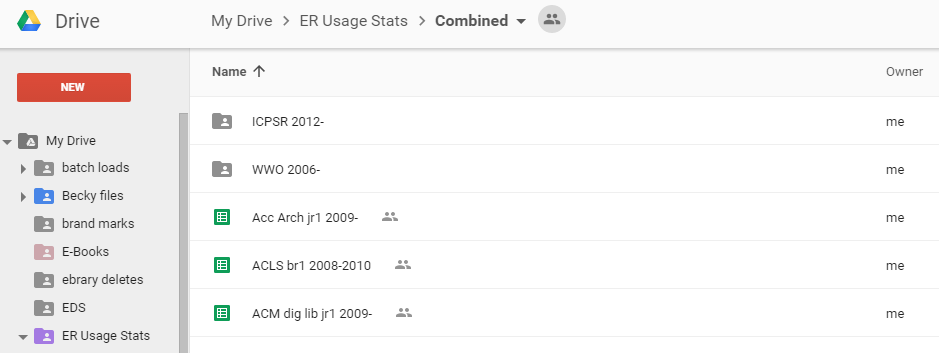 Drive
My Drive > ER Usage Stats > Combined
NEW
My Drive
batch loads
Becky files
brand marks
E-Books
ebrary deletes
EDS
ER Usage Stats
Name Owner
ICPSR 2012- me
WWO 2006- me
Acc Arch jr1 2009- me
ACLS br1 2008-2010 me
ACM dig lib jr1 2009- me